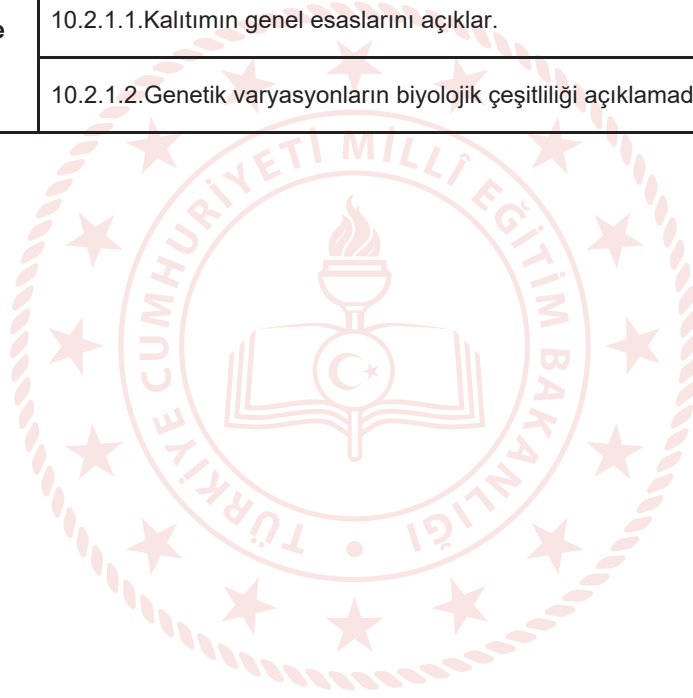 e
10.2.1.1.Kalıtımın genel esaslarını açıklar.
10.2.1.2.Genetik varyasyonların biyolojik çeşitliliği açıklamad
TÜRKİYE CUMHURİYETİ MİLLÎ EĞİTİM BAKANLIĞI